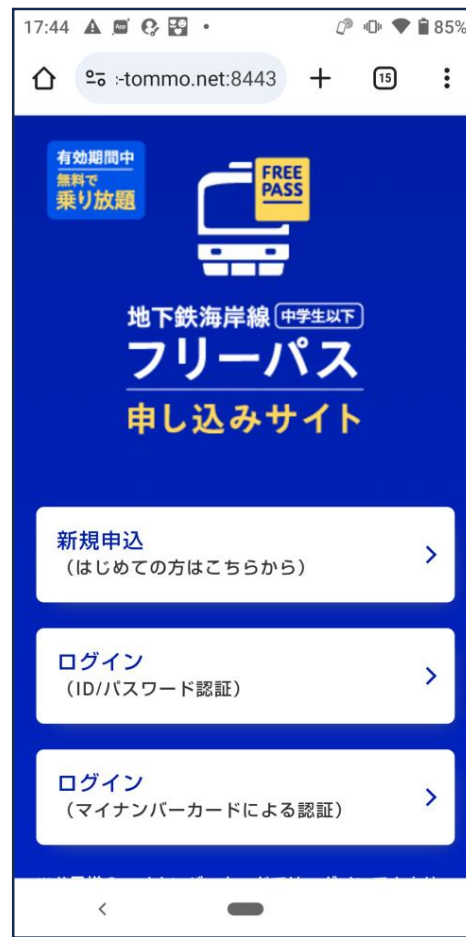 17:44
85%
:-tommo.net:8443
15
有効期間中
無料で
乗り放題
FREE
PASS
地下鉄海岸線 中学生以下
フリーパス
申し込みサイト
新規申込
（はじめての方はこちらから）
ログイン
（ID/パスワード認証）
ログイン
（マイナンバーカードによる認証）